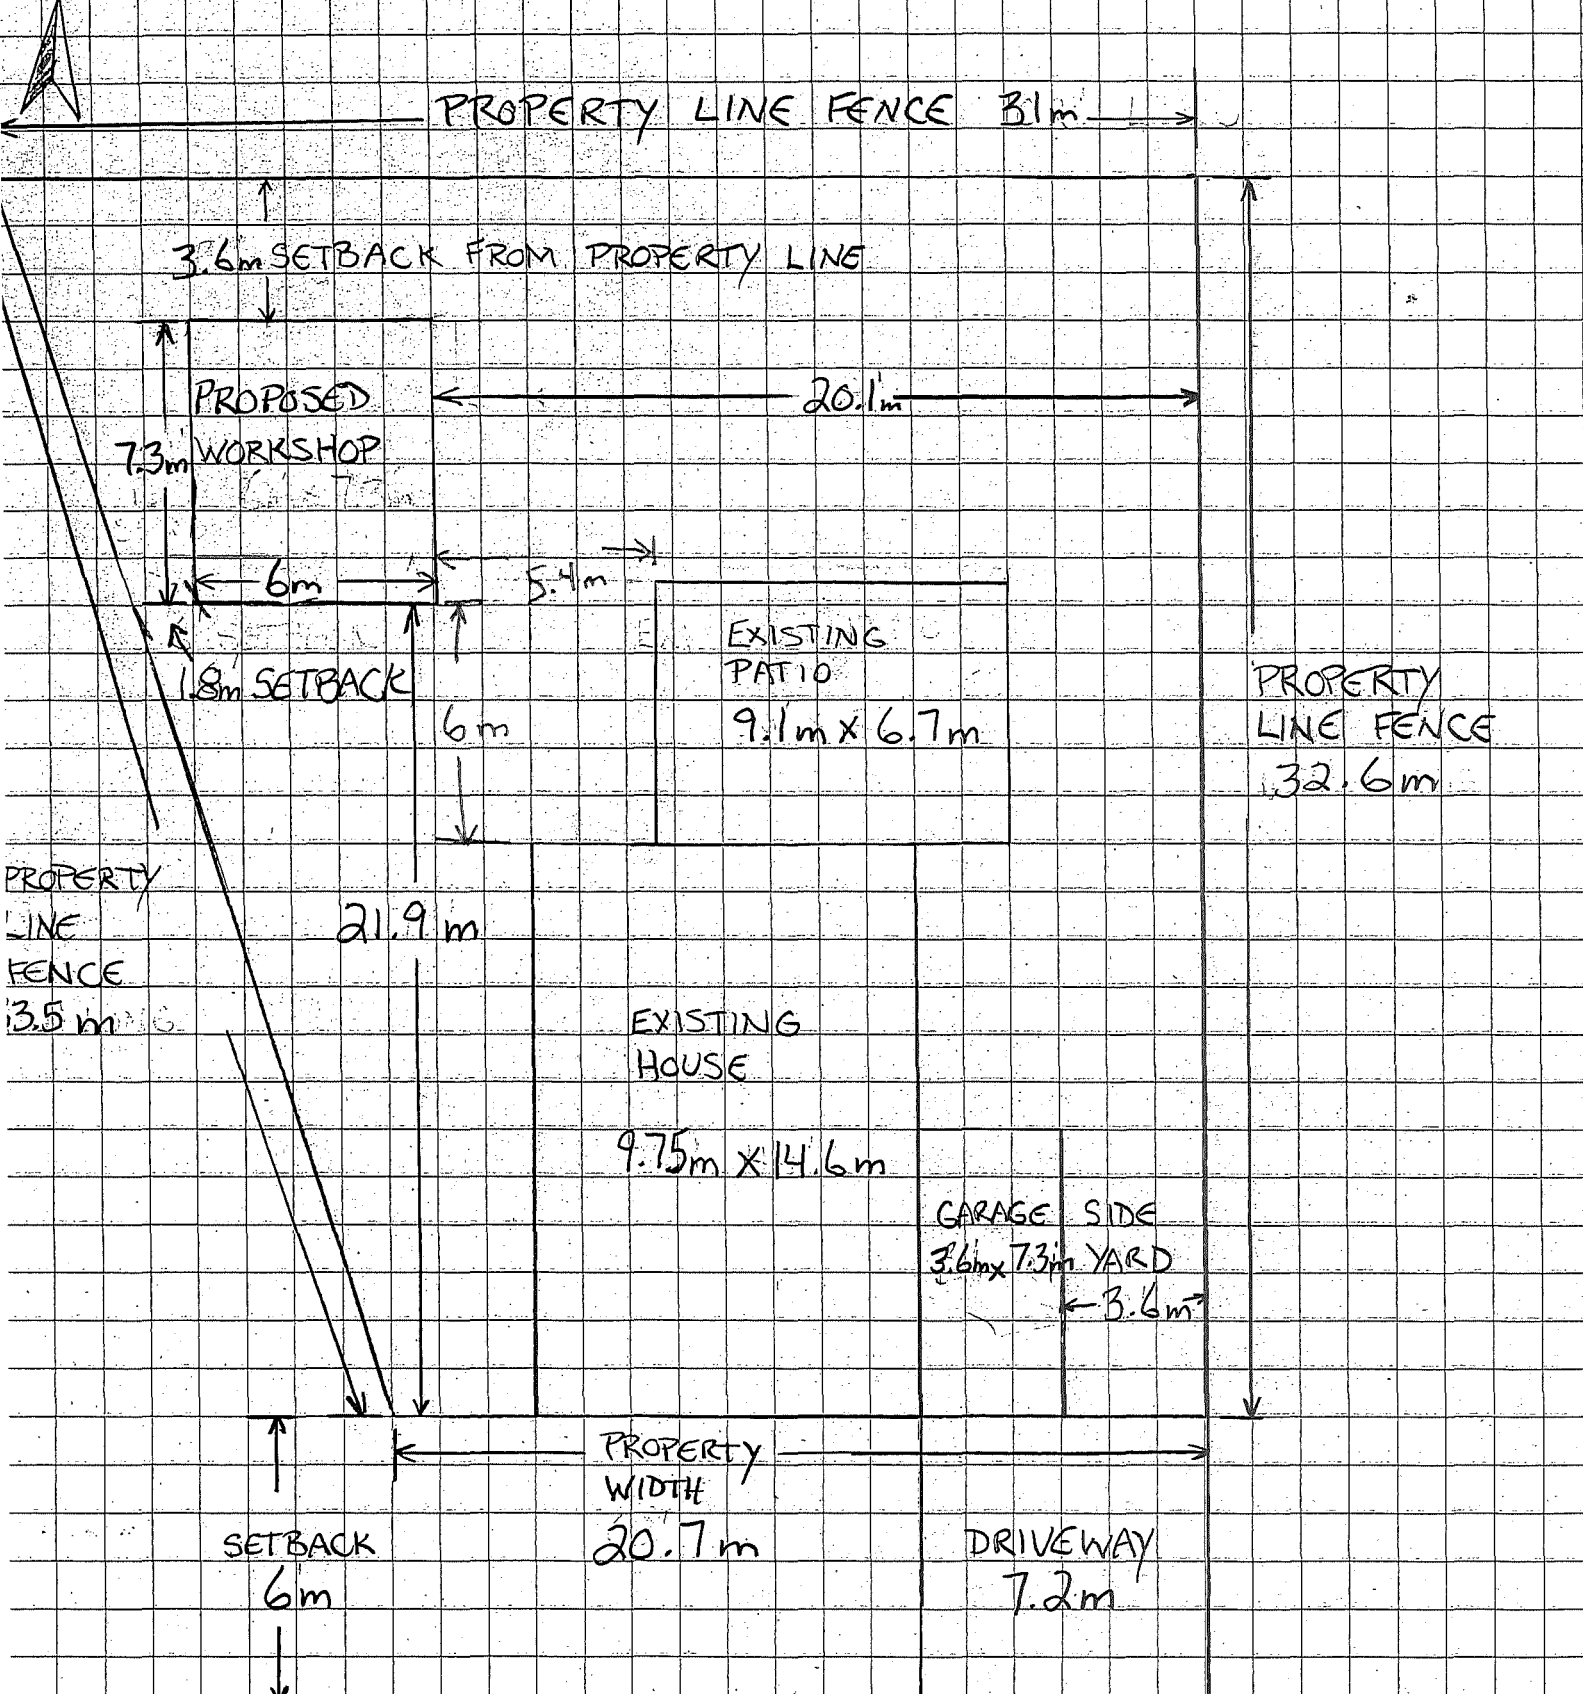 PROPERTY LINE FENCE 31m
3.6m SETBACK FROM PROPERTY LINE
PROPOSED
WORKSHOP
20.1m
7.3m
6m
5.4m
1.8m SETBACK
6m
EXISTING
PATIO
9.1m x 6.7m
PROPERTY
LINE FENCE
32.6m
PROPERTY
LINE
FENCE
3.5m
21.9 m
EXISTING
HOUSE
9.75m x 14.6m
GARAGE
3.6m x 7.3m
SIDE
YARD
3.6m
PROPERTY
WIDTH
20.7m
SETBACK
6m
DRIVEWAY
7.2m